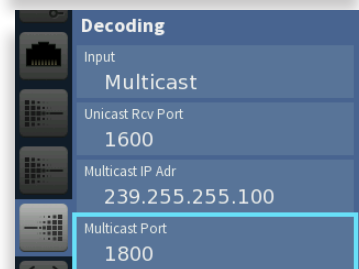 Decoding
Input
Multicast
Unicast Rcv Port
1600
Multicast IP Adr
239.255.255.100
Multicast Port
1800